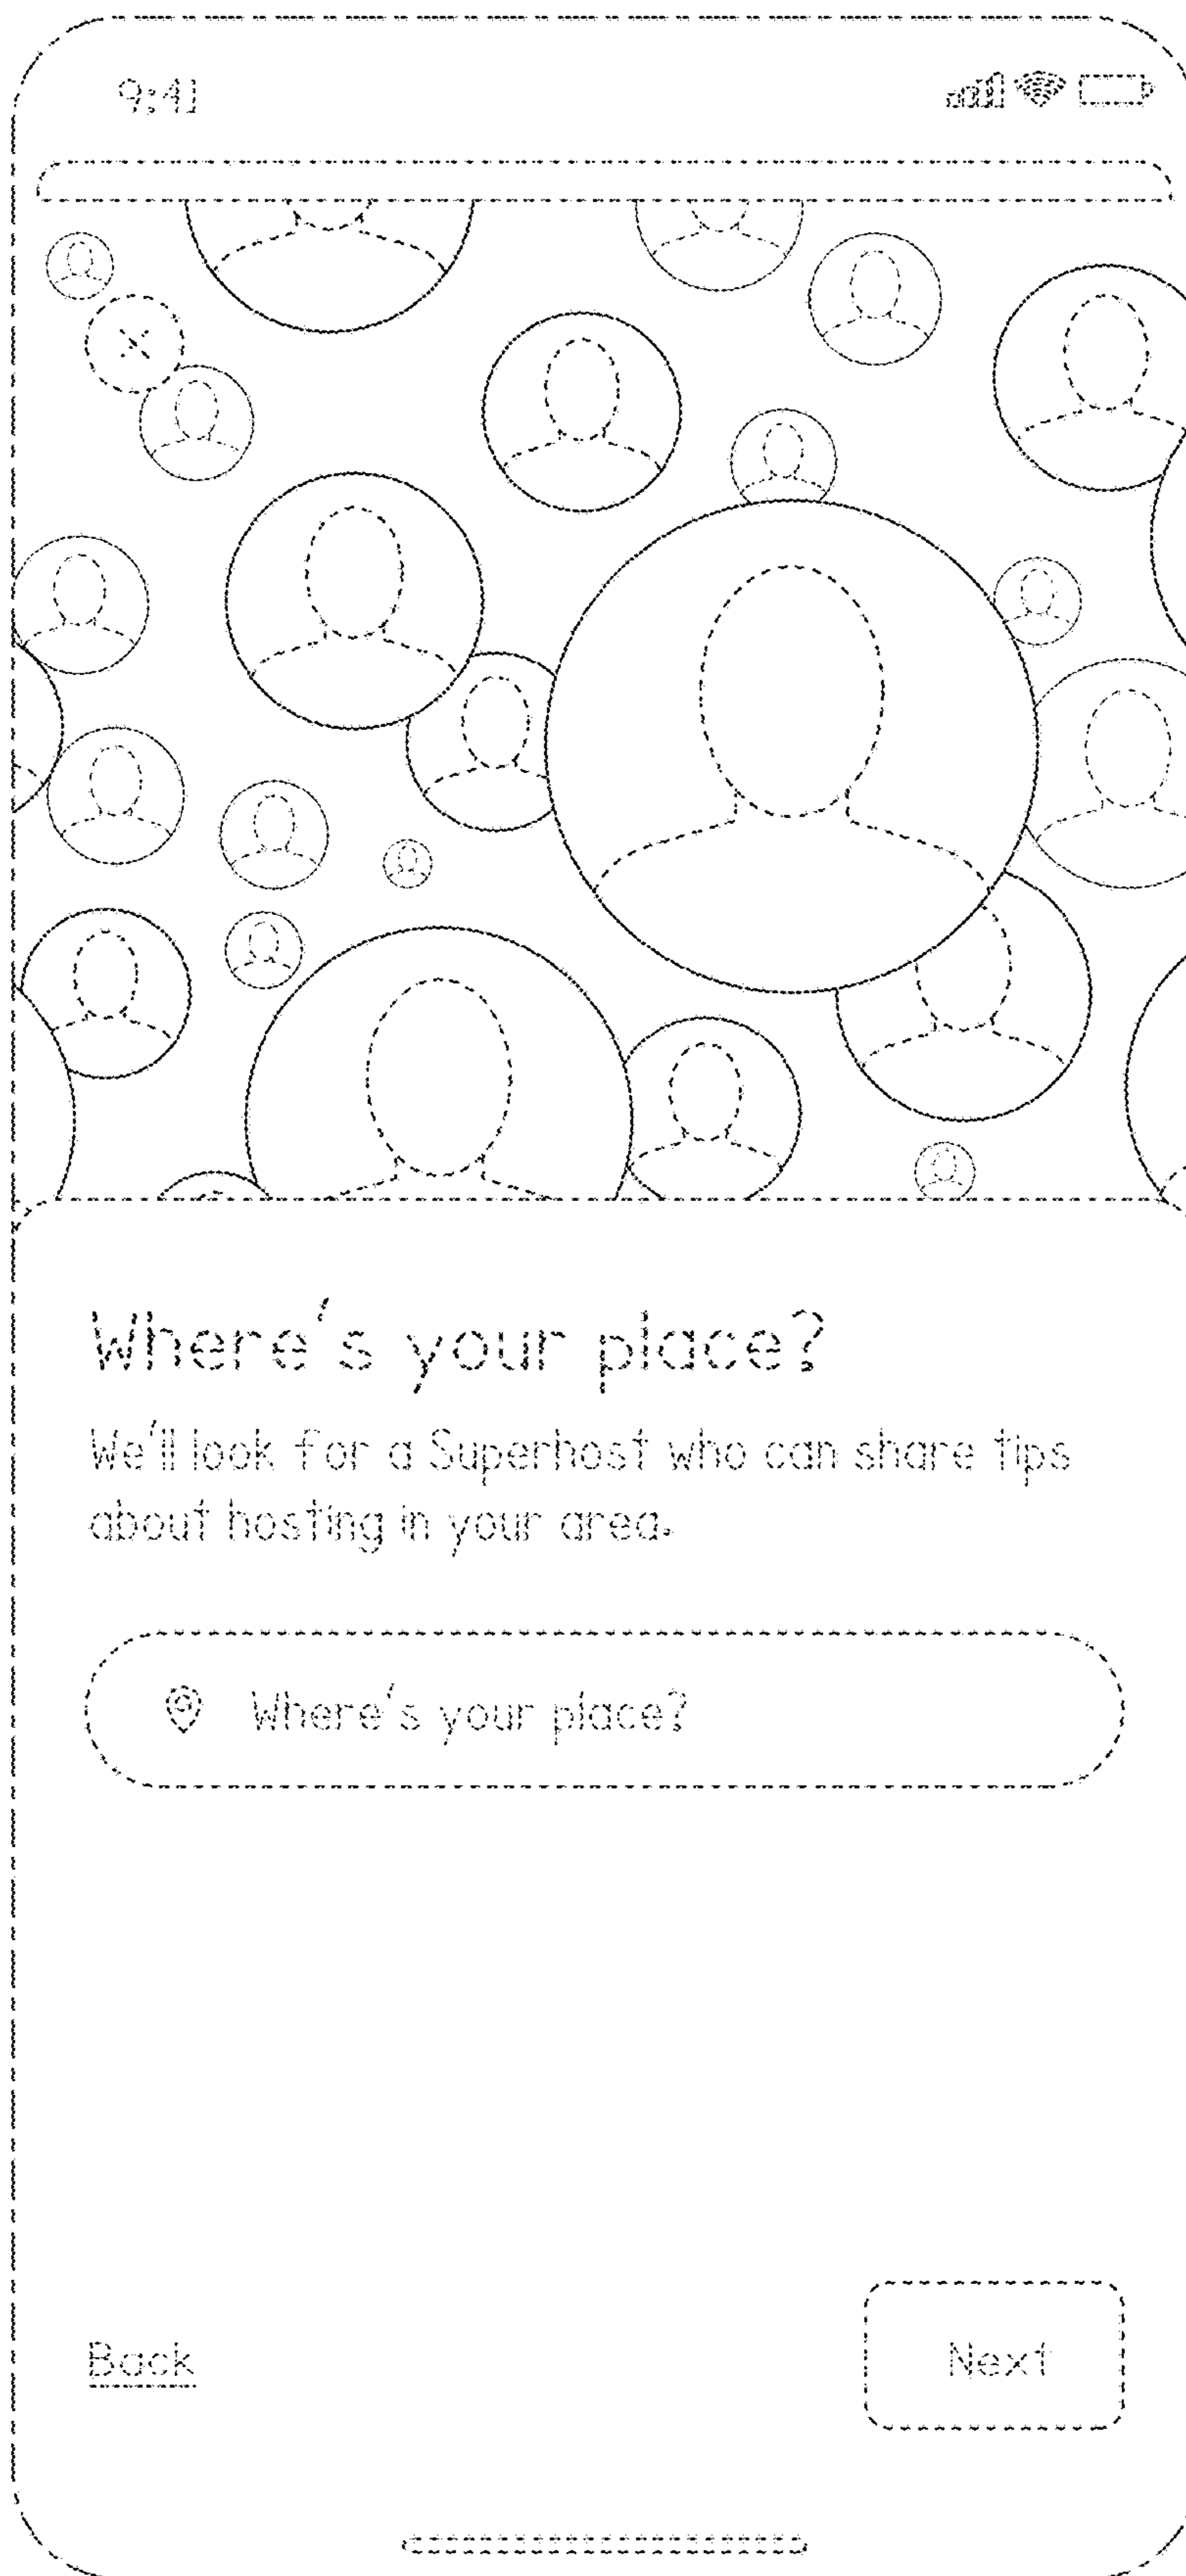 9:41
Where's your place?
We'll look for a Superhost who can share tips
about hosting in your area.
Where's your place?
Back
Next